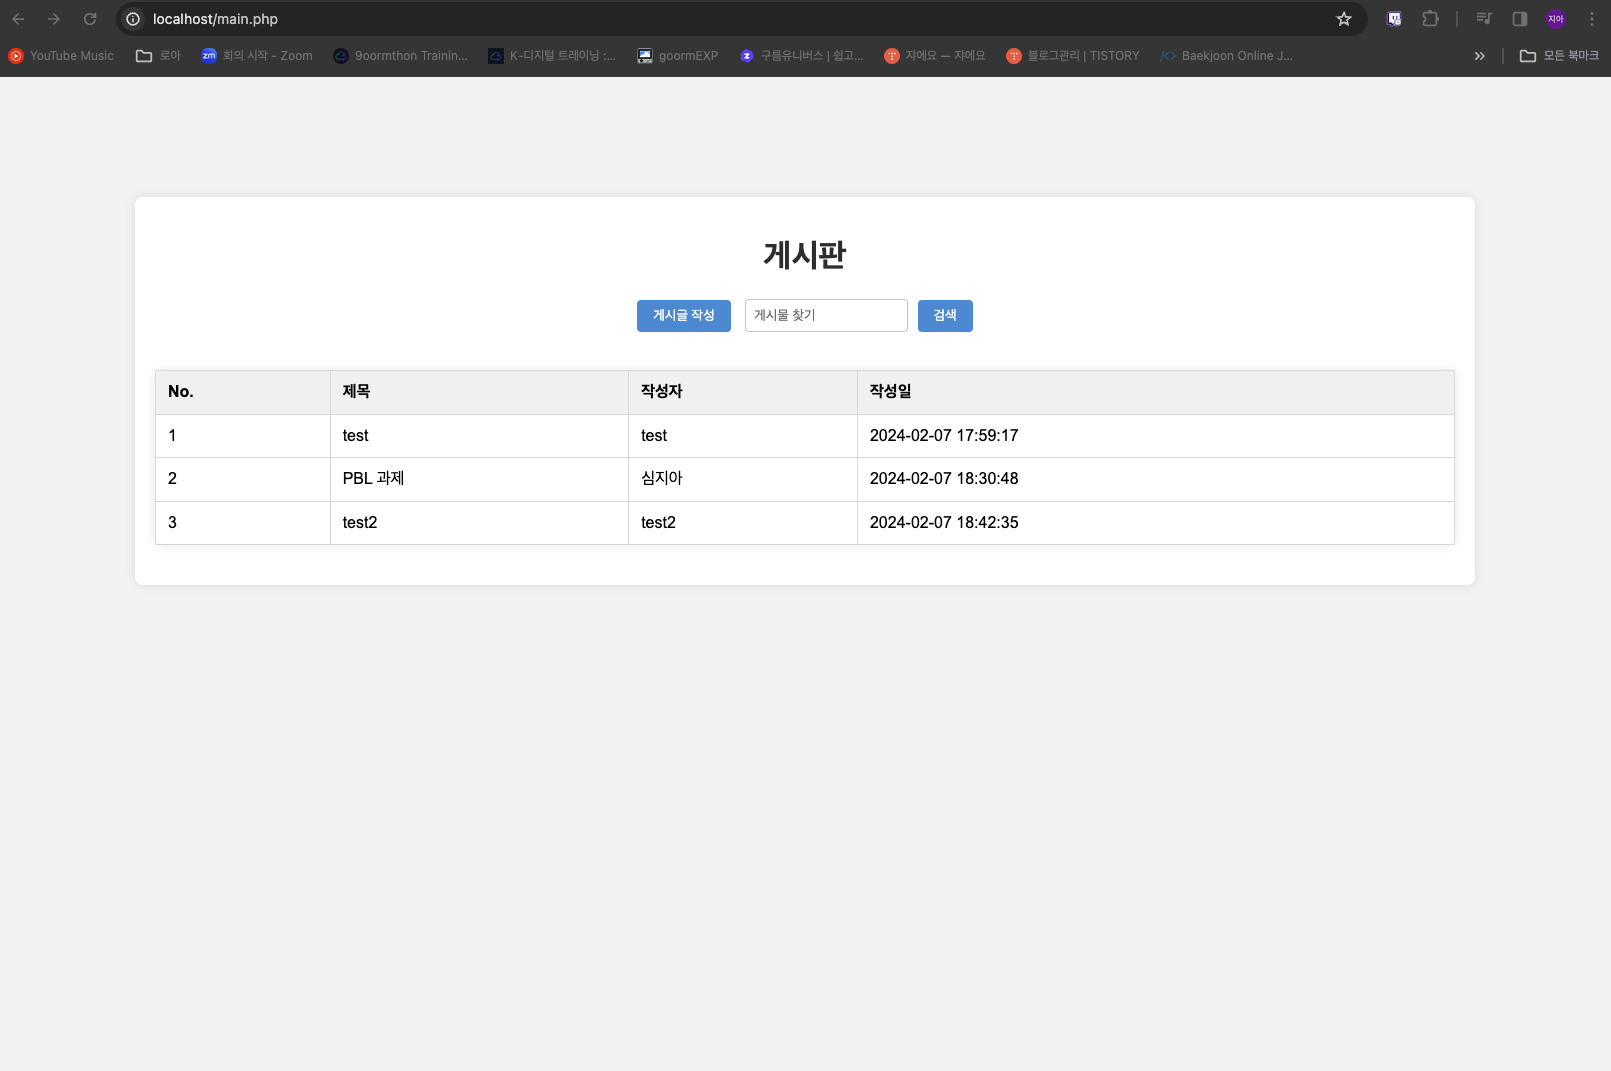 localhost/main.php
지아
YouTube Music 로아 zm 회의 시작 - Zoom 9oormthon Trainin... K-디지털 트레이닝 :... goormEXP 구름유니버스 | 쉽고... 쟈에요 — 쟈에요 블로그관리 | TISTORY </> Baekjoon Online J... » 모든 북마크
게시판
게시글 작성 게시물 찾기 검색
No. 제목 작성자 작성일
1 test test 2024-02-07 17:59:17
2 PBL 과제 심지아 2024-02-07 18:30:48
3 test2 test2 2024-02-07 18:42:35